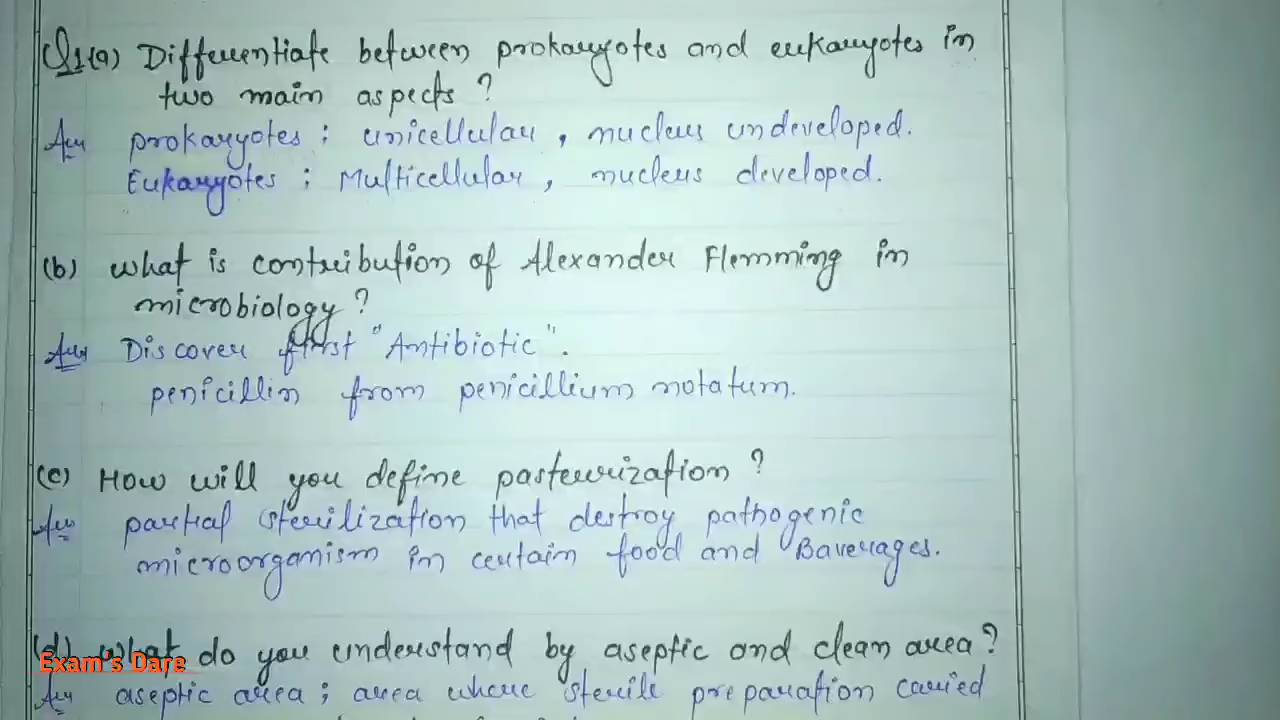 Q1(a) Differentiate between prokaryotes and eukaryotes in
two main aspects ?
Ans prokaryotes : unicellular , nucleus undeveloped.
Eukaryotes : Multicellular , nucleus developed.
(b) what is contribution of Alexander Flemming in
microbiology ?
Ans Discover first "Antibiotic".
penicillin from penicillium notatum.
(c) How will you define pasteurization ?
Ans partial sterilization that destroy pathogenic
microorganism in certain food and Baverages.
(d) what do you understand by aseptic and clean area ?
Exam's Dare
Ans aseptic area ; area where sterile preparation caried